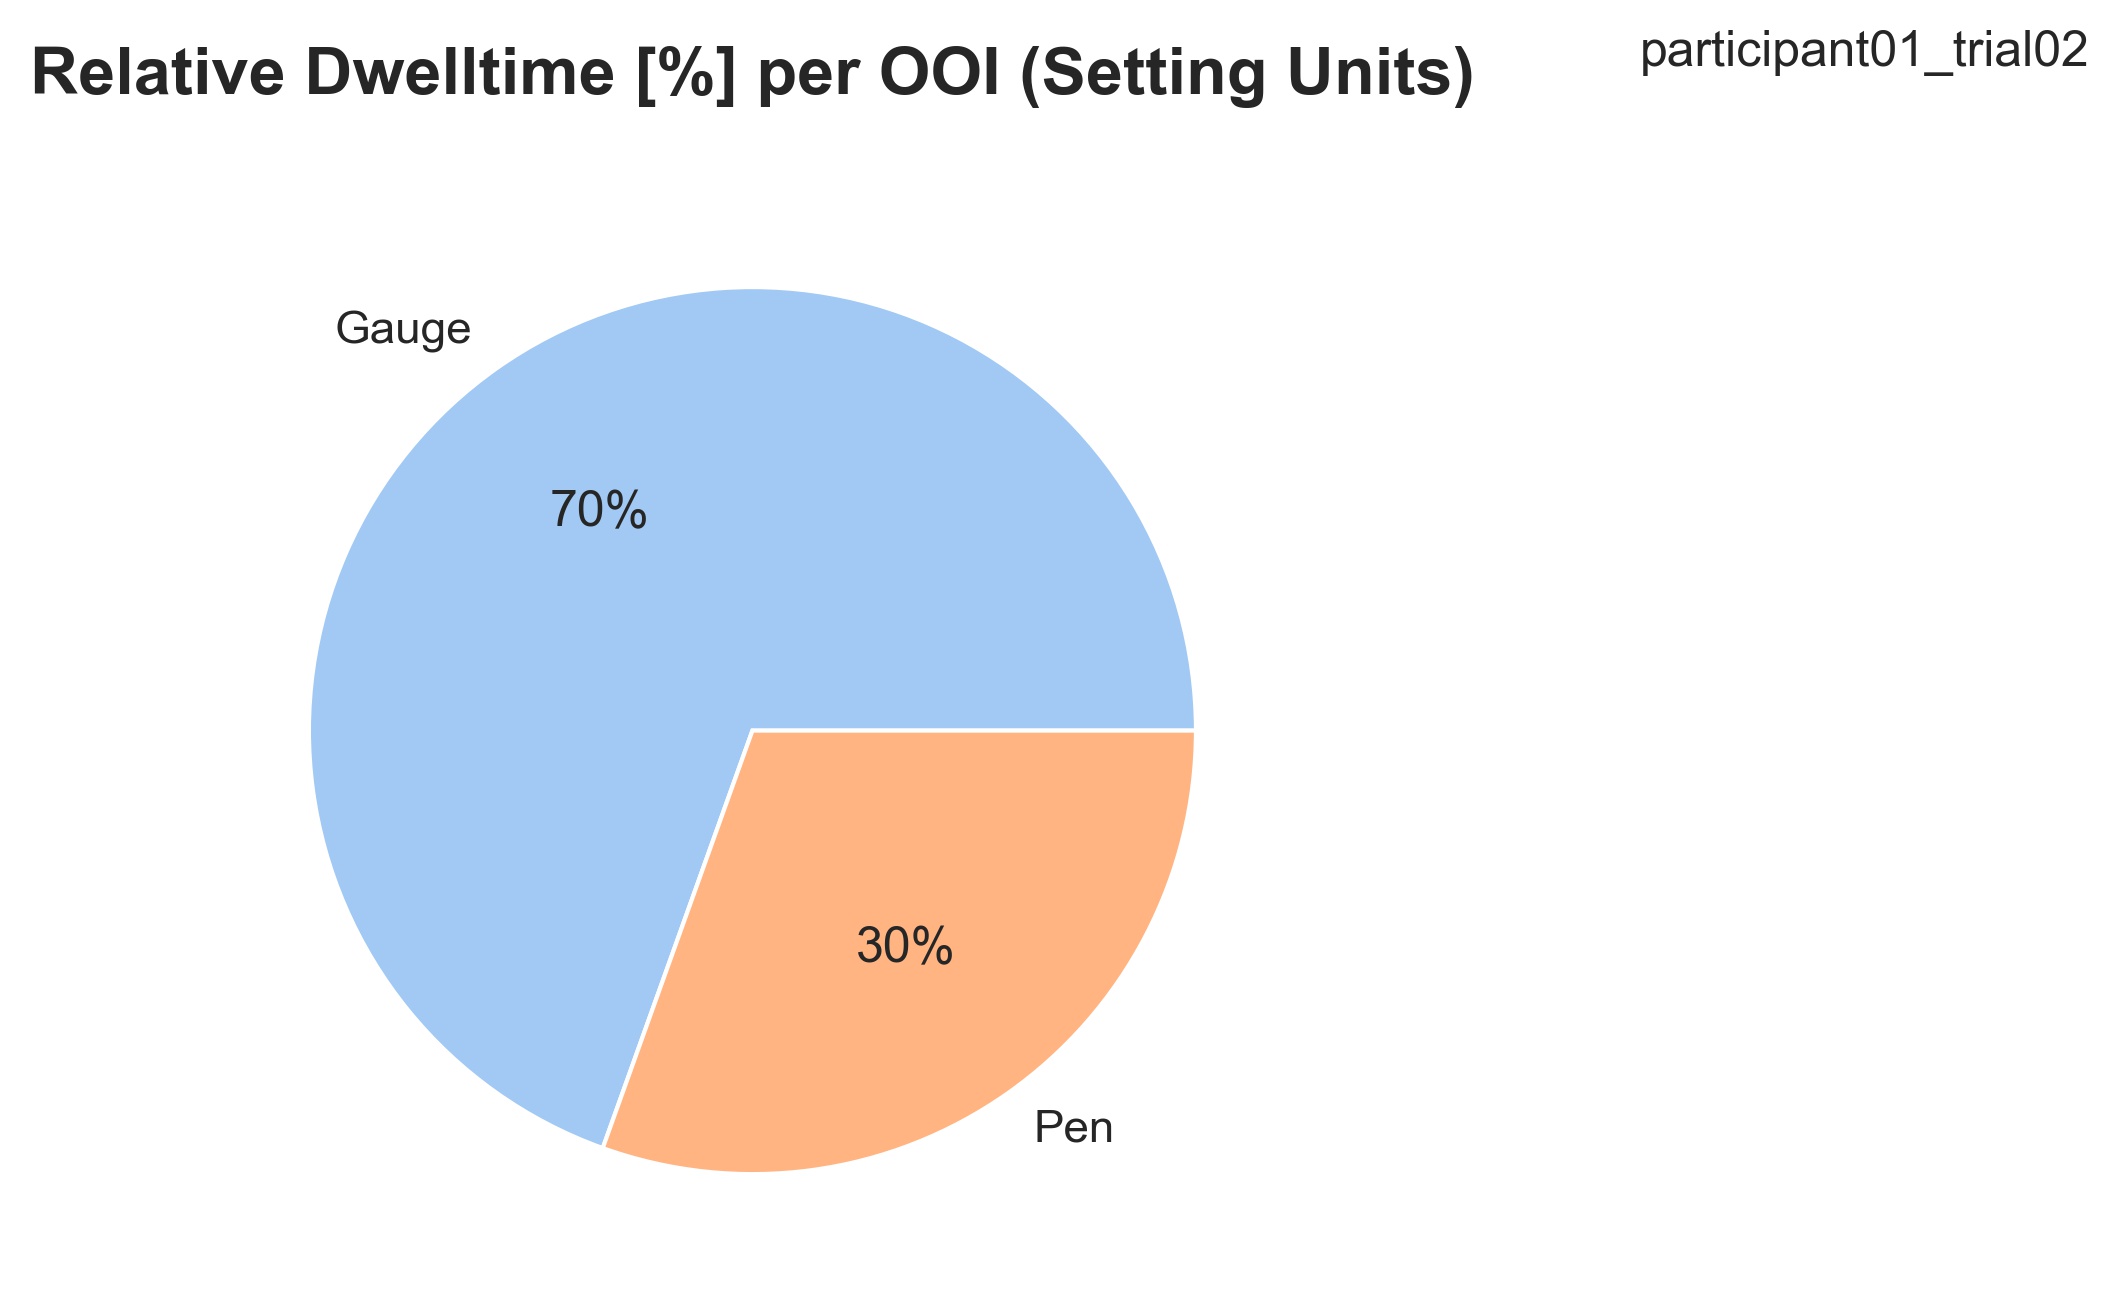 Relative Dwelltime [%] per OOI (Setting Units)
participant01_trial02
Gauge
70%
30%
Pen